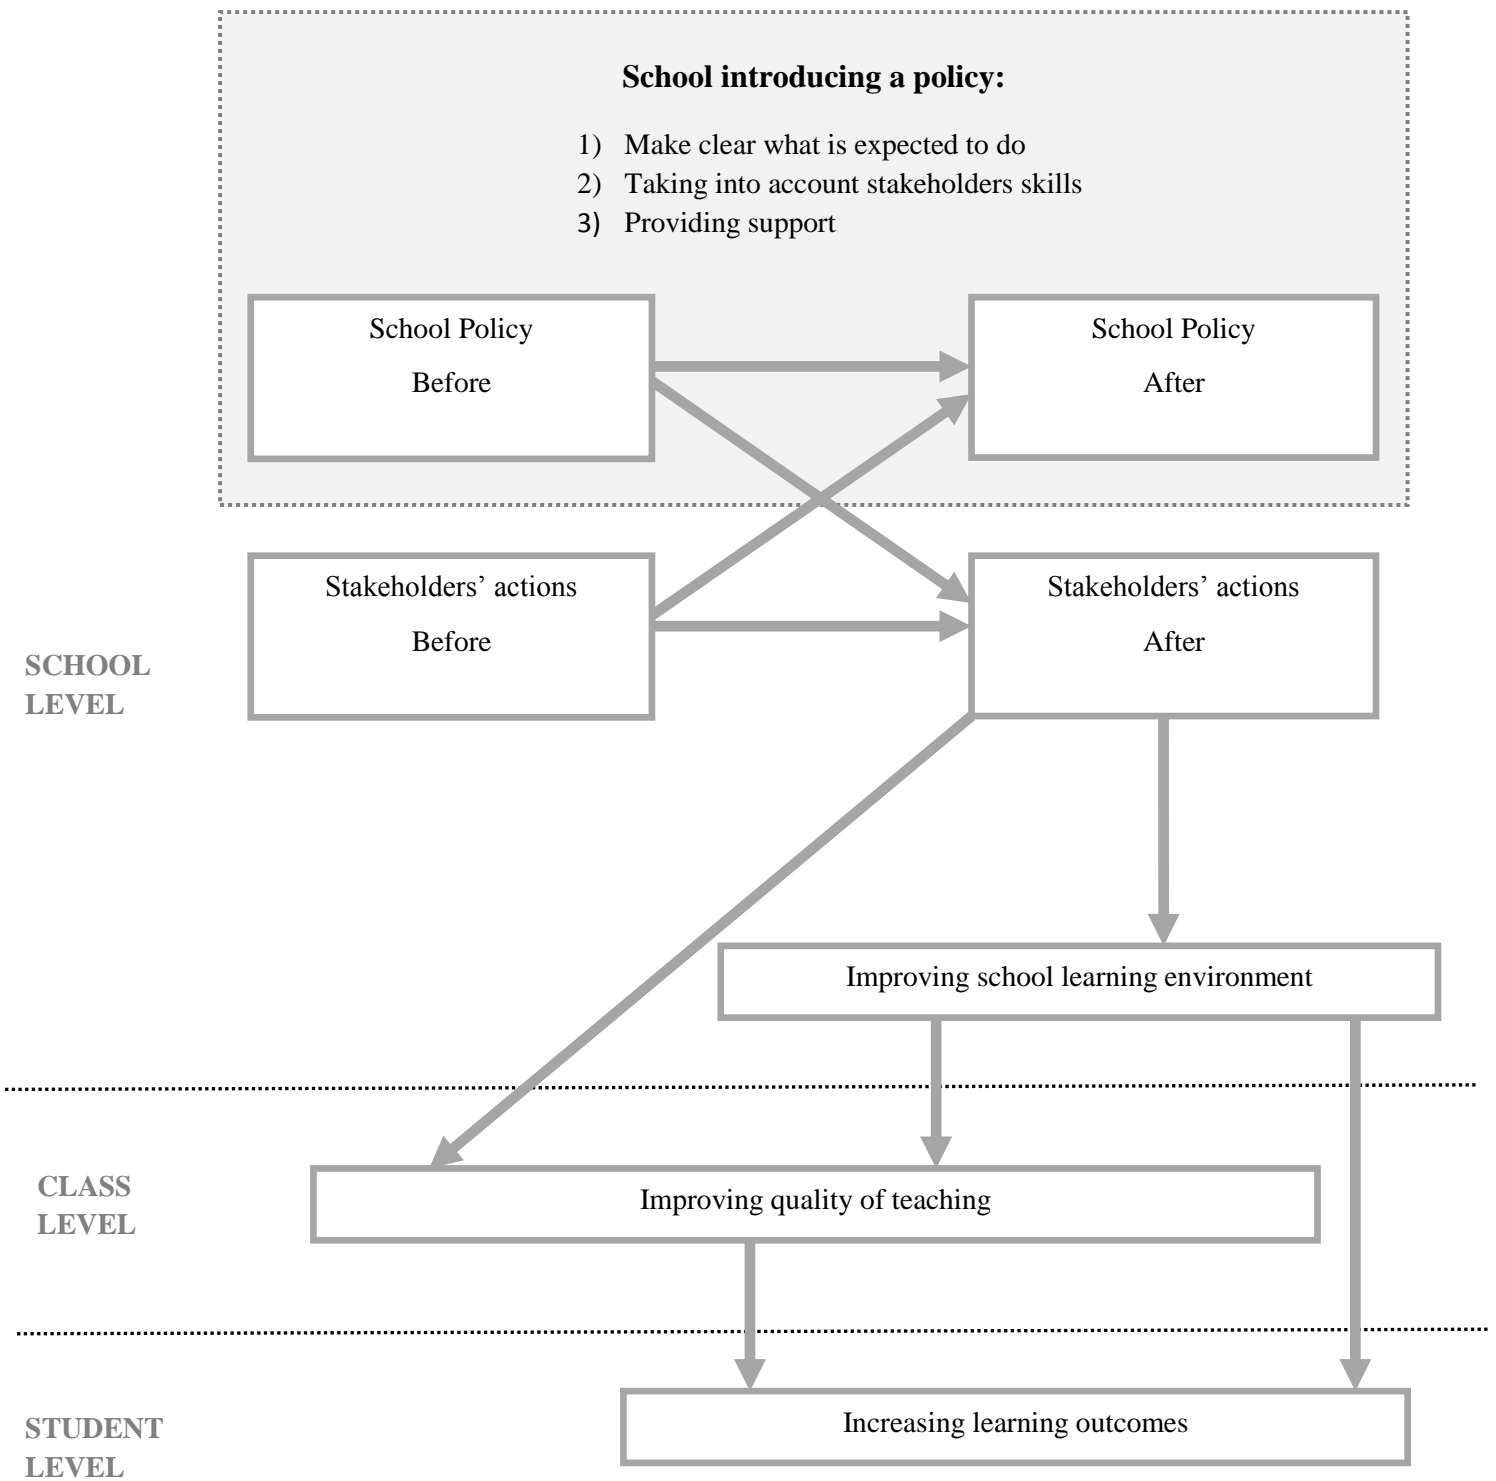 School introducing a policy:
1) Make clear what is expected to do
2) Taking into account stakeholders skills
3) Providing support
School Policy
Before
School Policy
After
Stakeholders’ actions
Before
Stakeholders’ actions
After
SCHOOL
LEVEL
Improving school learning environment
CLASS
LEVEL
Improving quality of teaching
STUDENT
LEVEL
Increasing learning outcomes